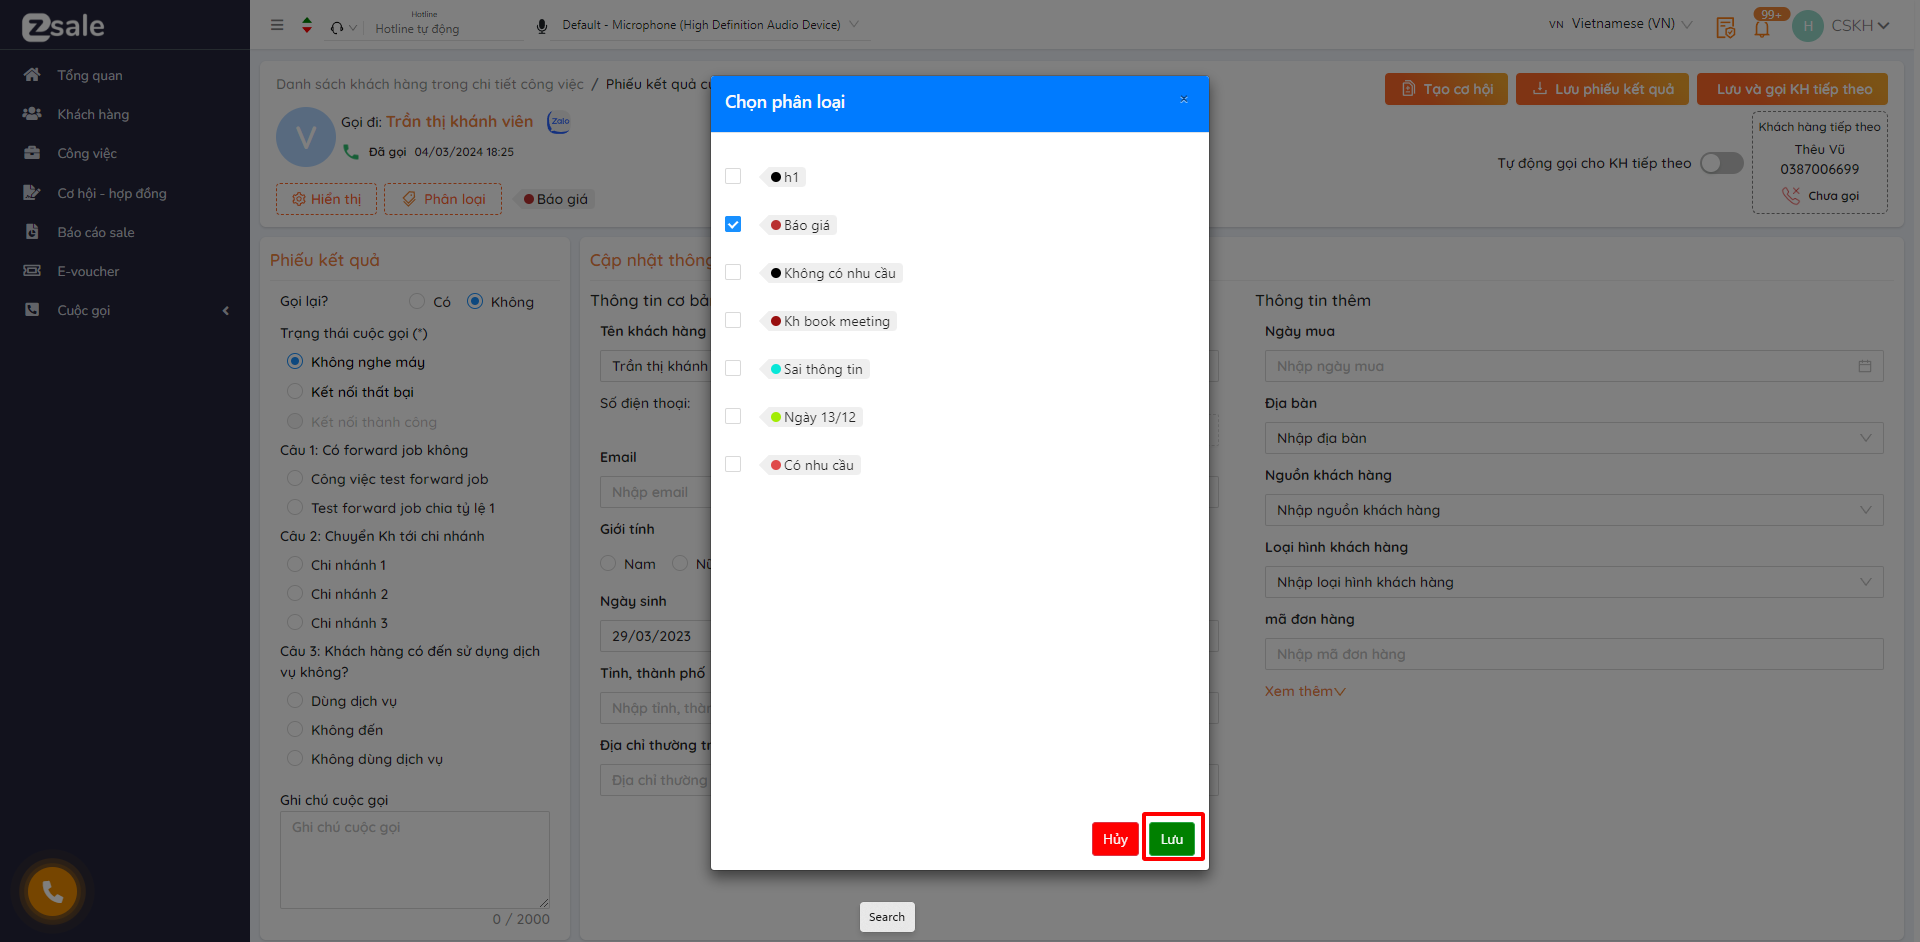 Zsale
Tổng quan
Khách hàng
Công việc
Cơ hội - hợp đồng
Báo cáo sale
E-voucher
Cuộc gọi
Hotline
Hotline tự động
Default - Microphone (High Definition Audio Device)
VN Vietnamese (VN)
99+
H CSKH
Danh sách khách hàng trong chi tiết công việc / Phiếu kết quả
Tạo cơ hội
Lưu phiếu kết quả
Lưu và gọi KH tiếp theo
V
Gọi đi: Trần thị khánh viên
Zalo
Đã gọi 04/03/2024 18:25
Hiển thị
Phân loại
Báo giá
Tự động gọi cho KH tiếp theo
Khách hàng tiếp theo
Thêu Vũ
0387006699
Chưa gọi
Phiếu kết quả
Gọi lại?
Có
Không
Trạng thái cuộc gọi (*)
Không nghe máy
Kết nối thất bại
Kết nối thành công
Câu 1: Có forward job không
Công việc test forward job
Test forward job chia tỷ lệ 1
Câu 2: Chuyển Kh tới chi nhánh
Chi nhánh 1
Chi nhánh 2
Chi nhánh 3
Câu 3: Khách hàng có đến sử dụng dịch
vụ không?
Dùng dịch vụ
Không đến
Không dùng dịch vụ
Ghi chú cuộc gọi
Ghi chú cuộc gọi
0 / 2000
Cập nhật thông
Thông tin cơ bả
Tên khách hàng
Trần thị khánh
Số điện thoại:
Email
Nhập email
Giới tính
Nam
Nữ
Ngày sinh
29/03/2023
Tỉnh, thành phố
Nhập tỉnh, thàn
Địa chỉ thường tr
Địa chỉ thường
Chọn phân loại
×
h1
Báo giá
Không có nhu cầu
Kh book meeting
Sai thông tin
Ngày 13/12
Có nhu cầu
Hủy
Lưu
Thông tin thêm
Ngày mua
Nhập ngày mua
Địa bàn
Nhập địa bàn
Nguồn khách hàng
Nhập nguồn khách hàng
Loại hình khách hàng
Nhập loại hình khách hàng
mã đơn hàng
Nhập mã đơn hàng
Xem thêm
Search